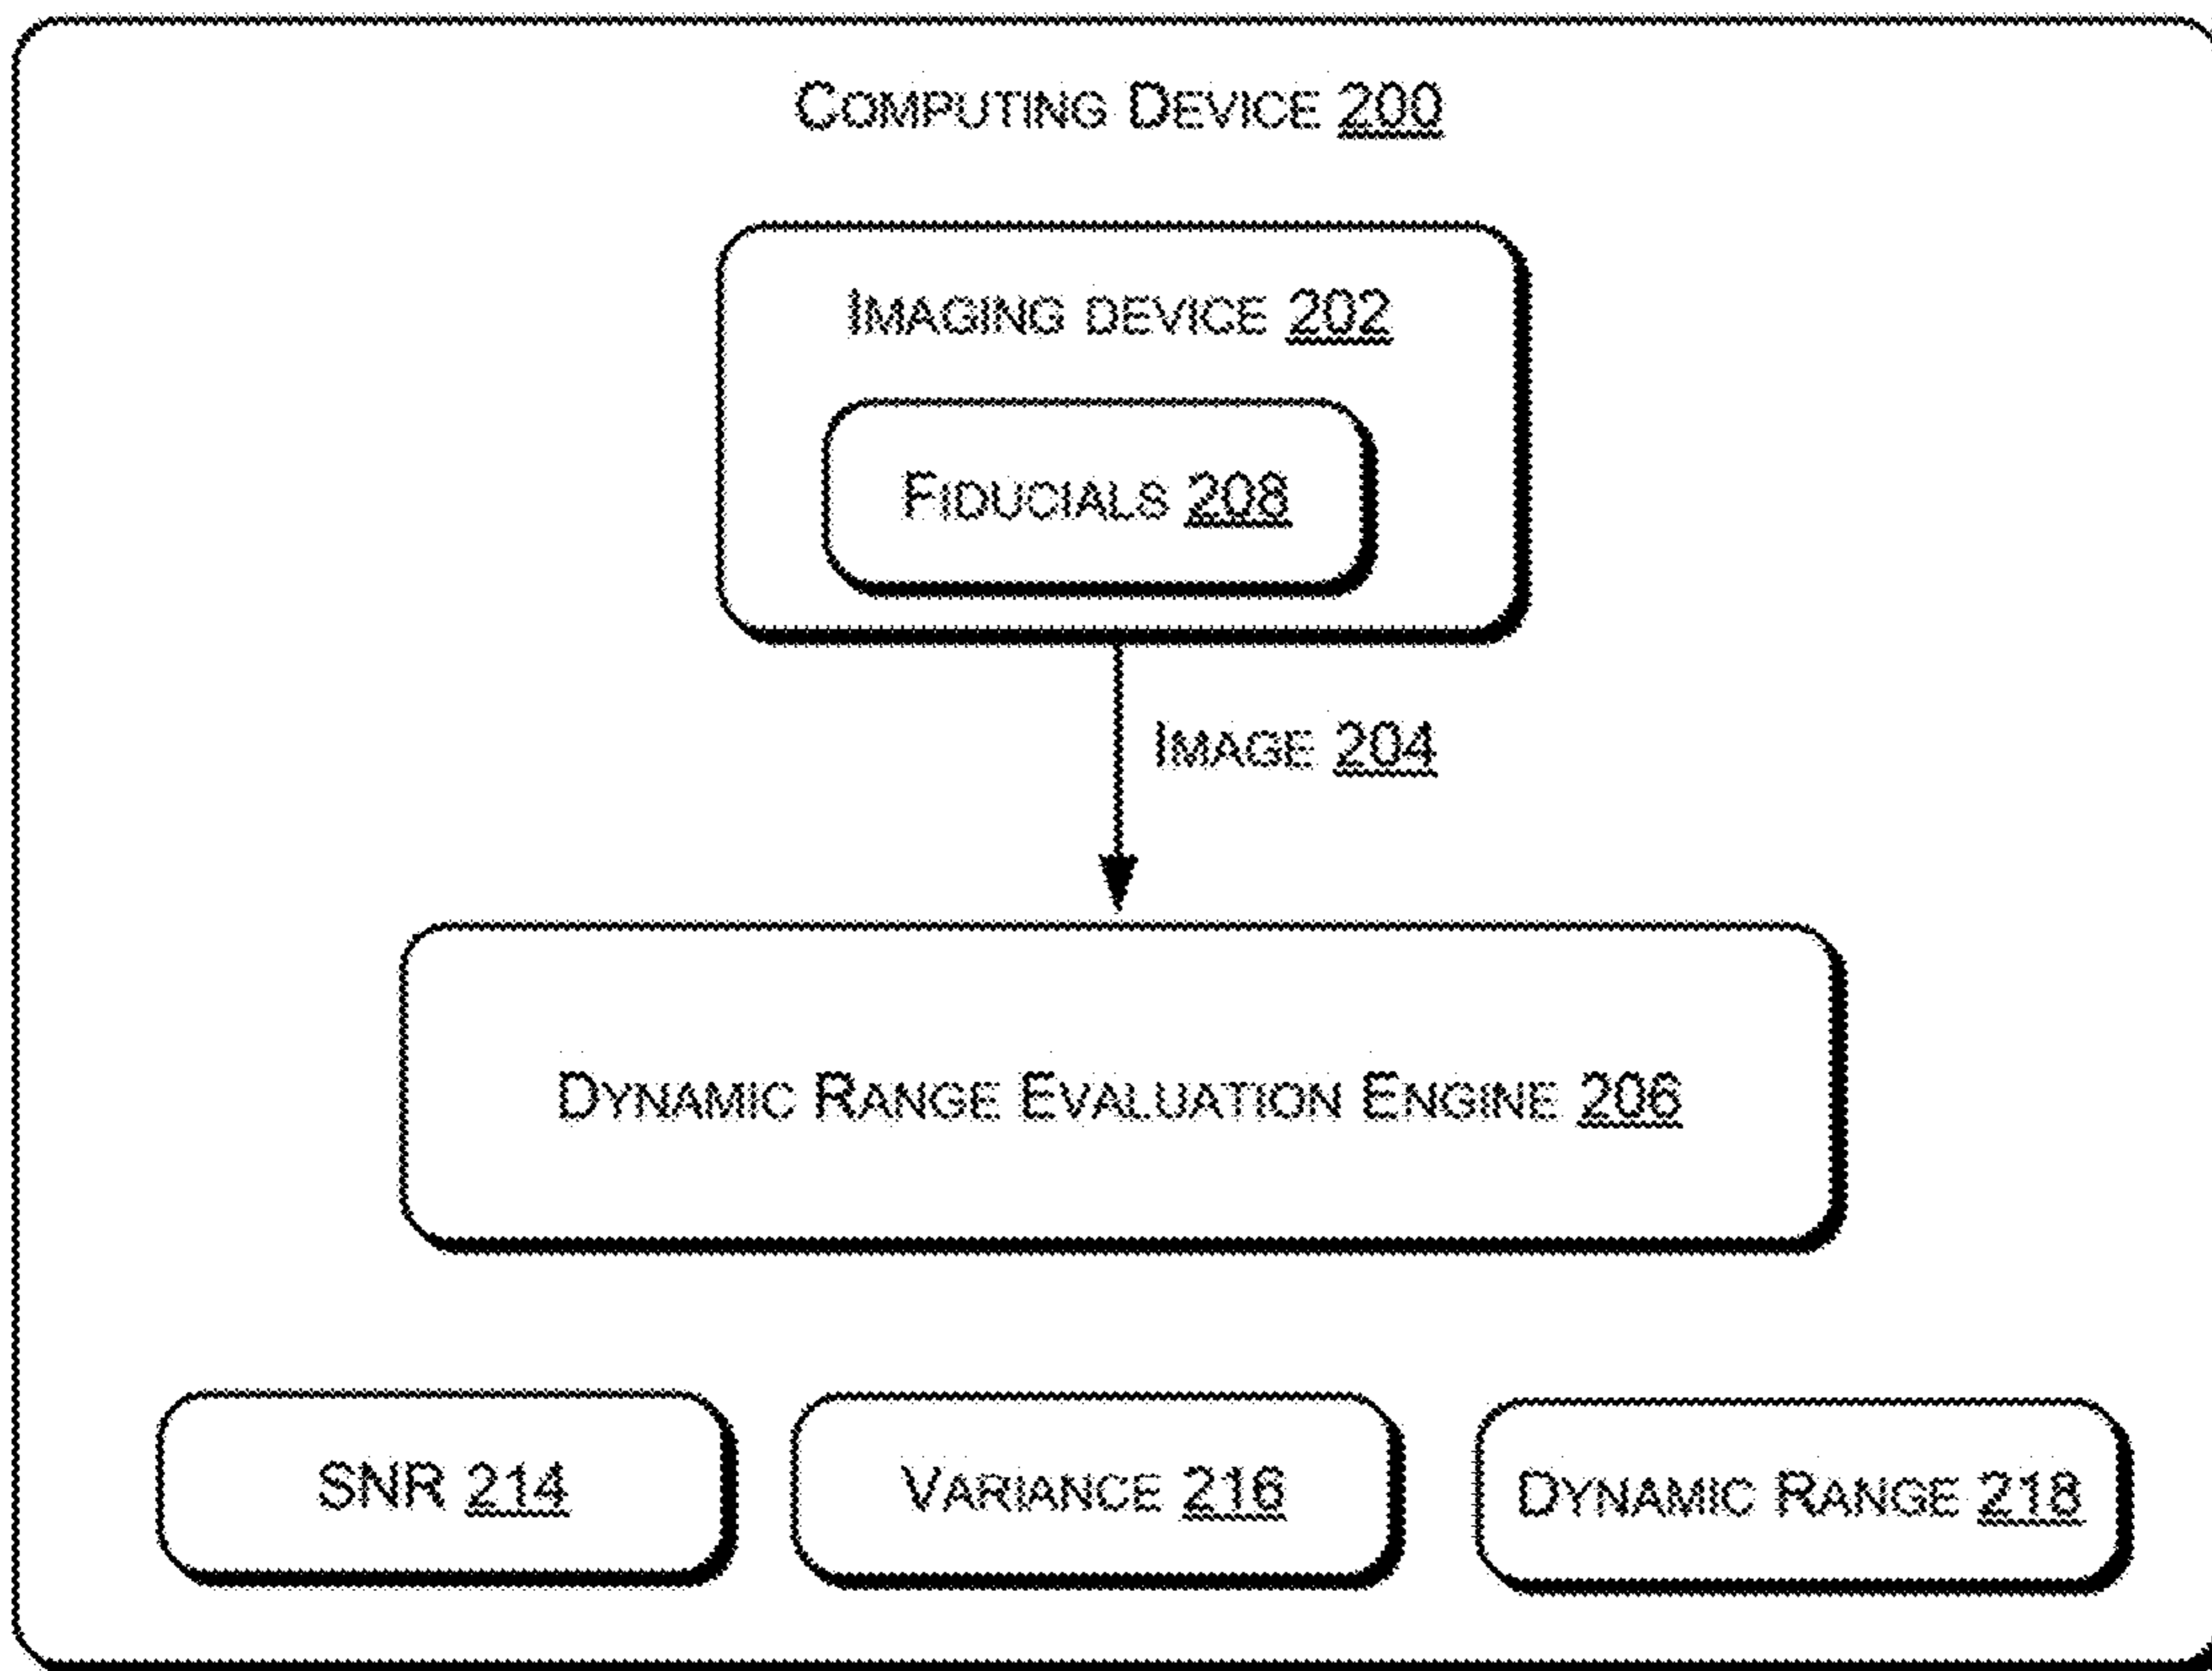 COMPUTING DEVICE 200
IMAGING DEVICE 202
FIDUCIALS 208
IMAGE 204
DYNAMIC RANGE EVALUATION ENGINE 206
SNR 214
VARIANCE 216
DYNAMIC RANGE 218